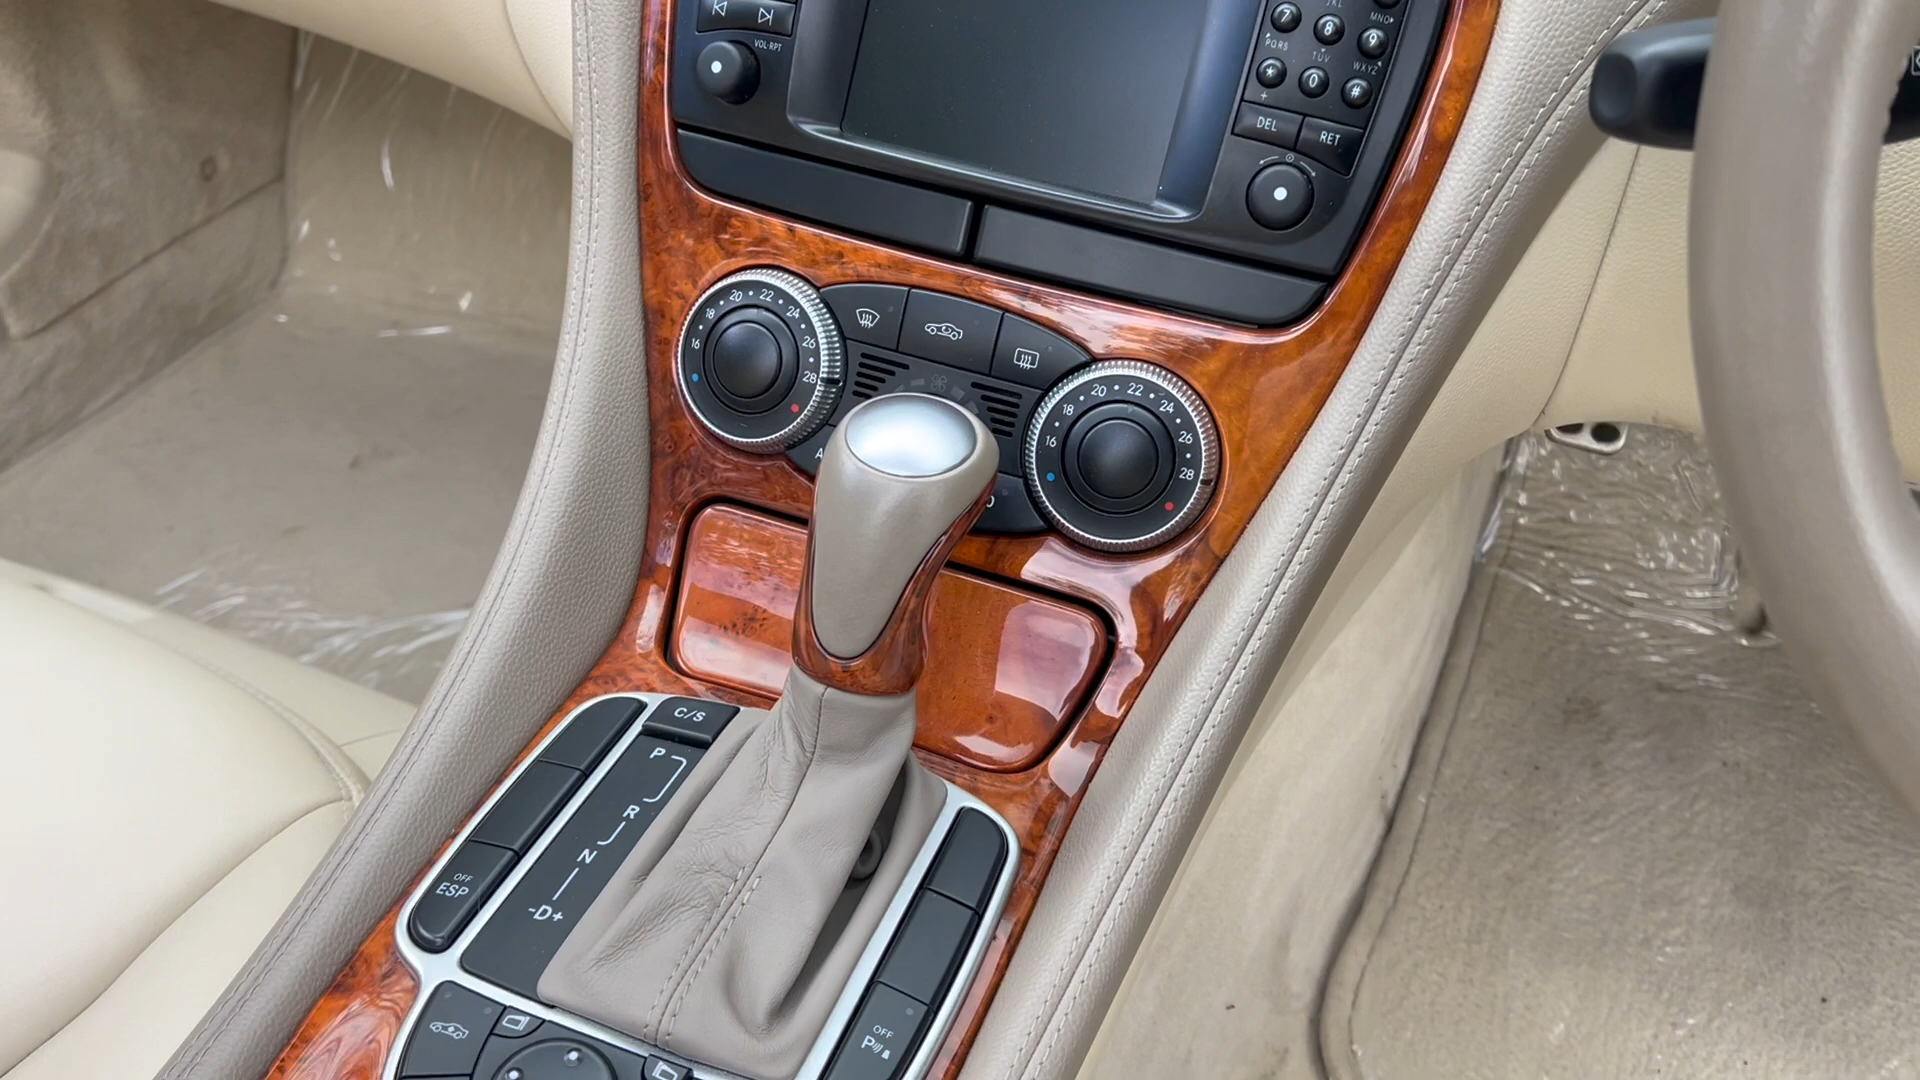 VOL·RPT
JKL
MNO
7 8 9
PQRS TUV WXYZ
* 0 #
+
DEL RET
16 18 20 22 24 26 28
16 18 20 22 24 26 28
C/S
P
R
N
-D+
OFF
ESP
OFF
P